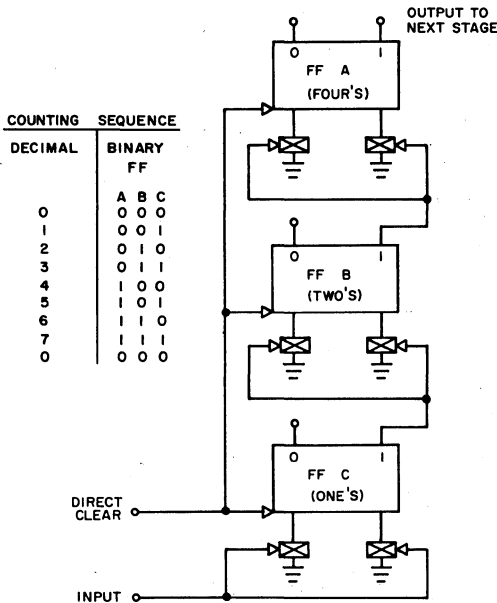 OUTPUT TO
NEXT STAGE
0 1
FF A
(FOUR'S)
COUNTING SEQUENCE
DECIMAL BINARY
FF
A B C
0 0 0 0
1 0 0 1
2 0 1 0
3 0 1 1
4 1 0 0
5 1 0 1
6 1 1 0
7 1 1 1
0 0 0 0
0 1
FF B
(TWO'S)
0 1
FF C
(ONE'S)
DIRECT
CLEAR
INPUT